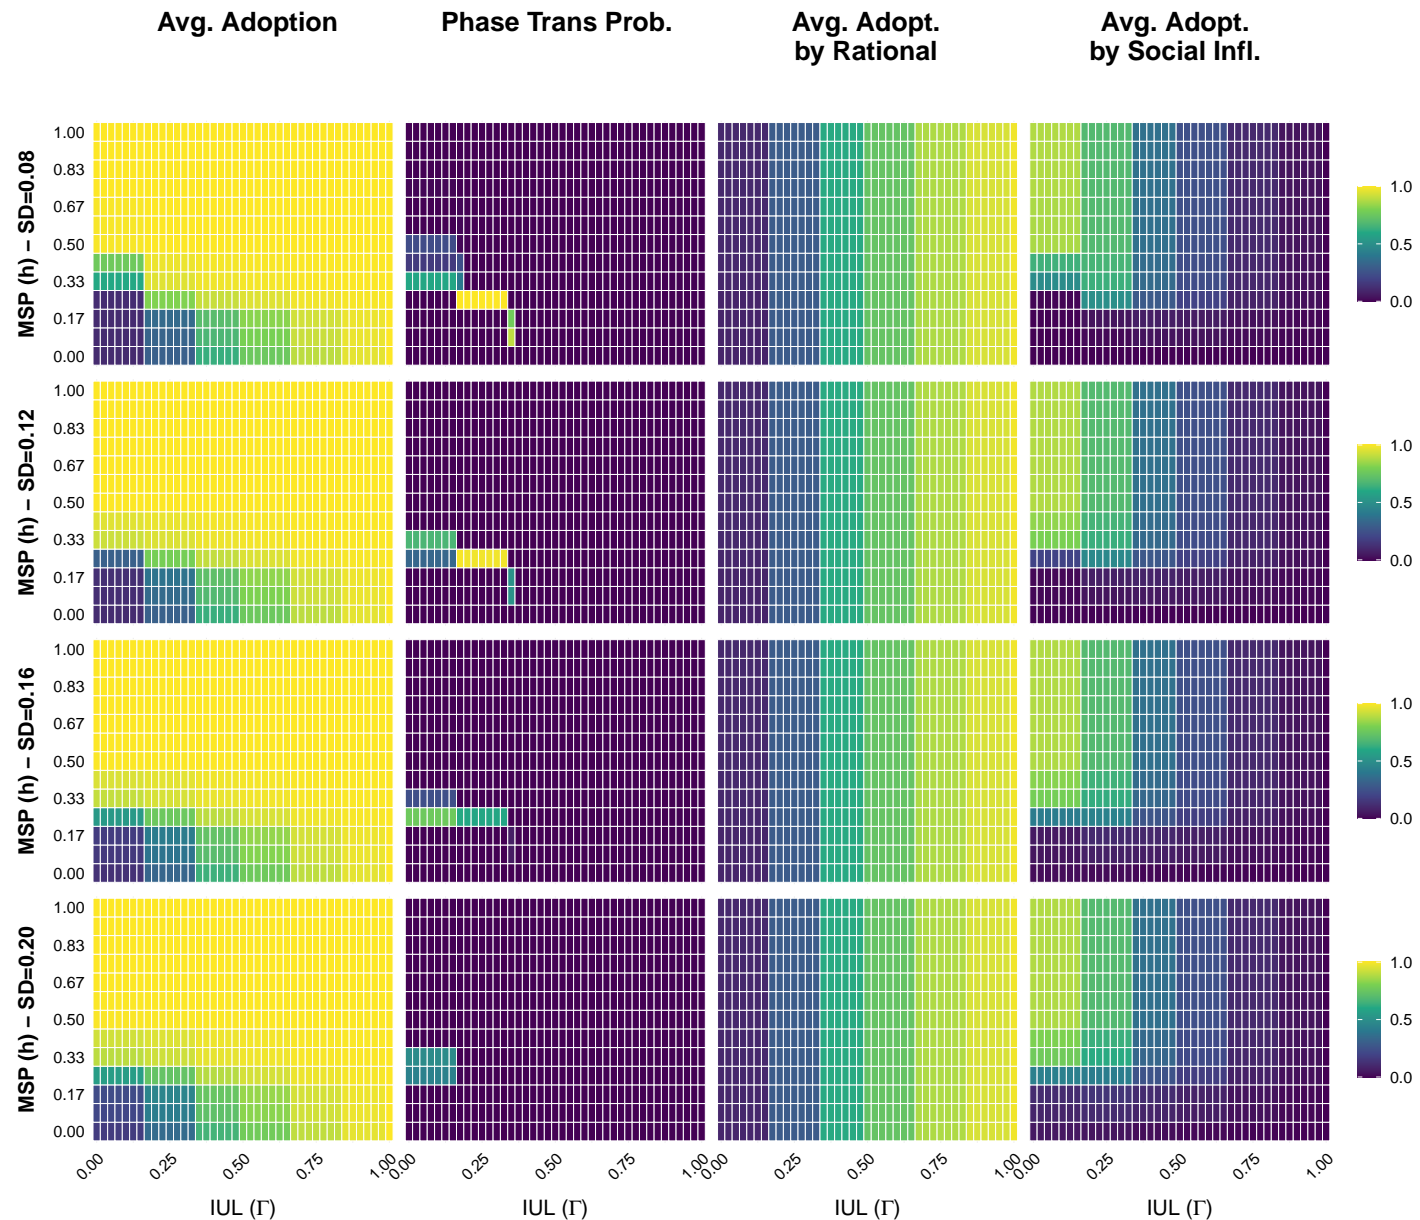 Avg. Adoption
Phase Trans Prob.
Avg. Adopt.
by Rational
Avg. Adopt.
by Social Infl.
MSP (h) − SD=0.08
1.00
0.83
0.67
0.50
0.33
0.17
0.00
1.0
0.5
0.0
MSP (h) − SD=0.12
1.00
0.83
0.67
0.50
0.33
0.17
0.00
1.0
0.5
0.0
MSP (h) − SD=0.16
1.00
0.83
0.67
0.50
0.33
0.17
0.00
1.0
0.5
0.0
MSP (h) − SD=0.20
1.00
0.83
0.67
0.50
0.33
0.17
0.00
1.0
0.5
0.0
0.00 0.25 0.50 0.75 1.00
0.00 0.25 0.50 0.75 1.00
0.00 0.25 0.50 0.75 1.00
0.00 0.25 0.50 0.75 1.00
IUL (Γ)
IUL (Γ)
IUL (Γ)
IUL (Γ)